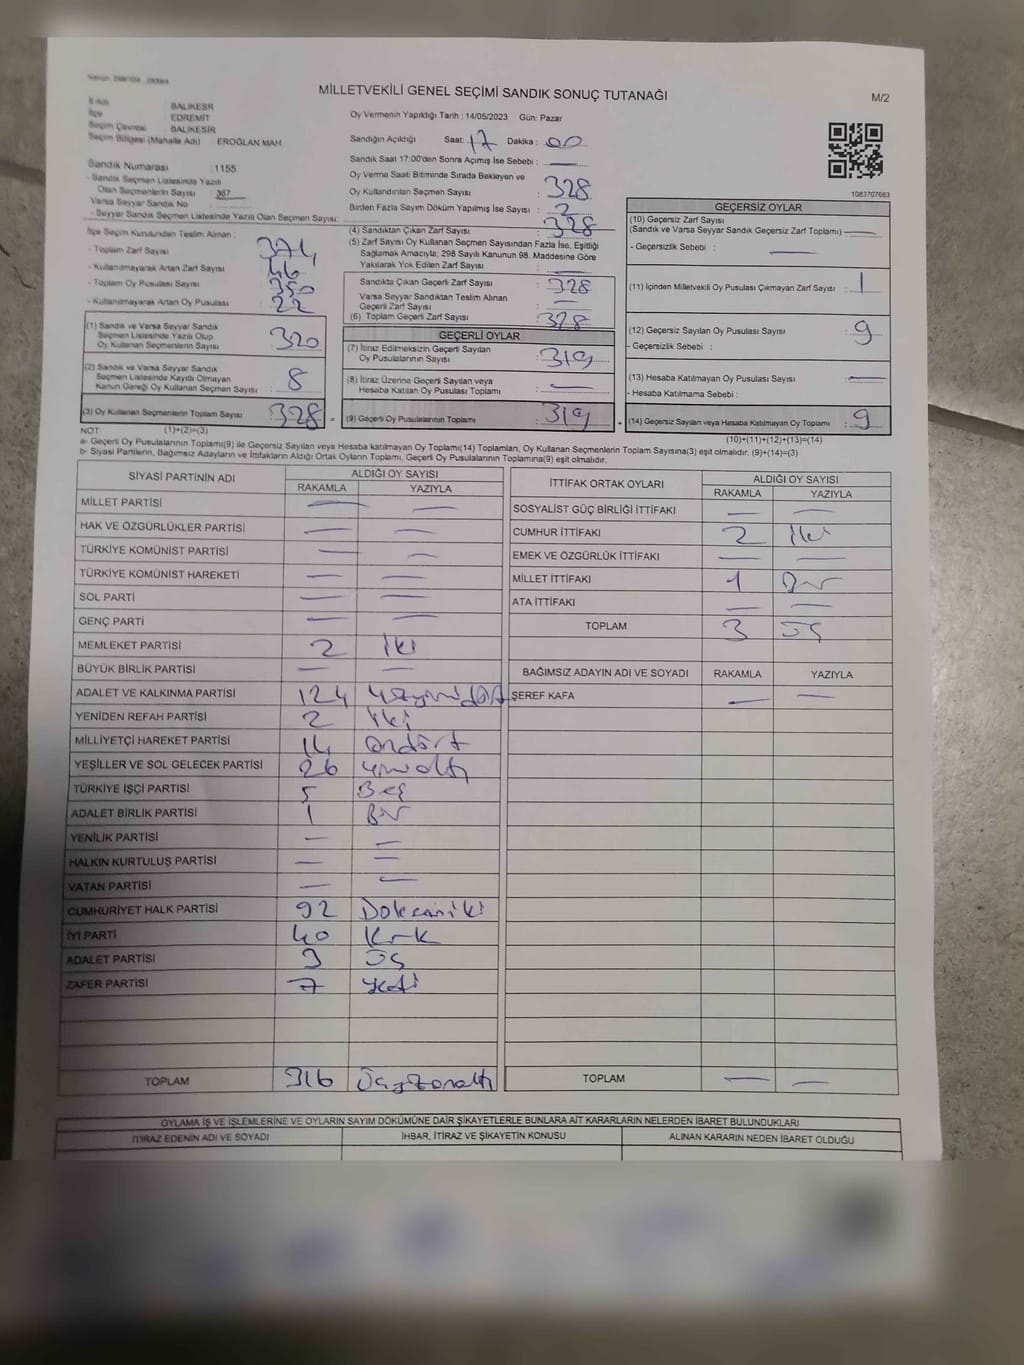 MİLLETVEKİLİ GENEL SEÇİMİ SANDIK SONUÇ TUTANAĞI
M/2
İl Adı BALIKESİR
İlçe EDREMİT
Seçim Çevresi BALIKESİR
Seçim Bölgesi (Mahalle Adı) EROĞLAN MAH.
Sandık Numarası : 1155
- Sandık Seçmen Listesinde Yazılı
Olan Seçmenlerin Sayısı 367
Varsa Seyyar Sandık No
- Seyyar Sandık Seçmen Listesinde Yazılı Olan Seçmen Sayısı:
İlçe Seçim Kurulundan Teslim Alınan :
- Toplam Zarf Sayısı : 374
- Kullanılmayarak Artan Zarf Sayısı : 46
- Toplam Oy Pusulası Sayısı : 350
- Kullanılmayarak Artan Oy Pusulası : 22
(1) Sandık ve Varsa Seyyar Sandık
Seçmen Listesinde Yazılı Olup
Oy Kullanan Seçmenlerin Sayısı : 320
(2) Sandık ve Varsa Seyyar Sandık
Seçmen Listesinde Kayıtlı Olmayan
Kanun Gereği Oy Kullanan Seçmen Sayısı : 8
(3) Oy Kullanan Seçmenlerin Toplam Sayısı : 328 =
Oy Vermenin Yapıldığı Tarih : 14/05/2023 Gün: Pazar
Sandığın Açıldığı Saat: 17 Dakika : 00
Sandık Saat 17:00'den Sonra Açımış İse Sebebi : —
Oy Verme Saati Bitiminde Sırada Bekleyen ve
Oy Kullandırılan Seçmen Sayısı : 328
Birden Fazla Sayım Döküm Yapılmış İse Sayısı : 2
(4) Sandıktan Çıkan Zarf Sayısı : 328
(5) Zarf Sayısı Oy Kullanan Seçmen Sayısından Fazla İse, Eşitliği
Sağlamak Amacıyla; 298 Sayılı Kanunun 98. Maddesine Göre
Yakılarak Yok Edilen Zarf Sayısı : —
Sandıkta Çıkan Geçerli Zarf Sayısı : 328
Varsa Seyyar Sandıktan Teslim Alınan
Geçerli Zarf Sayısı : —
(6) Toplam Geçerli Zarf Sayısı : 328
GEÇERLİ OYLAR
(7) İtiraz Edilmeksizin Geçerli Sayılan
Oy Pusulalarının Sayısı : 319
(8) İtiraz Üzerine Geçerli Sayılan veya
Hesaba Katılan Oy Pusulası Toplamı : —
(9) Geçerli Oy Pusulalarının Toplamı : 319 +
1083707663
GEÇERSİZ OYLAR
(10) Geçersiz Zarf Sayısı
(Sandık ve Varsa Seyyar Sandık Geçersiz Zarf Toplamı) : —
- Geçersizlik Sebebi : —
(11) İçinden Milletvekili Oy Pusulası Çıkmayan Zarf Sayısı : 1
(12) Geçersiz Sayılan Oy Pusulası Sayısı : 9
- Geçersizlik Sebebi :
(13) Hesaba Katılmayan Oy Pusulası Sayısı : —
- Hesaba Katılmama Sebebi :
(14) Geçersiz Sayılan veya Hesaba Katılmayan Oy Toplamı : 9
NOT: (1)+(2)=(3) (10)+(11)+(12)+(13)=(14)
a- Geçerli Oy Pusulalarının Toplamı(9) ile Geçersiz Sayılan veya Hesaba katılmayan Oy Toplamı(14) Toplamları, Oy Kullanan Seçmenlerin Toplam Sayısına(3) eşit olmalıdır. (9)+(14)=(3)
b- Siyasi Partilerin, Bağımsız Adayların ve İttifakların Aldığı Ortak Oyların Toplamı, Geçerli Oy Pusulalarının Toplamına(9) eşit olmalıdır.
SİYASİ PARTİNİN ADI ALDIĞI OY SAYISI
RAKAMLA YAZIYLA
MİLLET PARTİSİ — —
HAK VE ÖZGÜRLÜKLER PARTİSİ — —
TÜRKİYE KOMÜNİST PARTİSİ — —
TÜRKİYE KOMÜNİST HAREKETİ — —
SOL PARTİ — —
GENÇ PARTİ — —
MEMLEKET PARTİSİ 2 iki
BÜYÜK BİRLİK PARTİSİ — —
ADALET VE KALKINMA PARTİSİ 124
YENİDEN REFAH PARTİSİ 2 iki
MİLLİYETÇİ HAREKET PARTİSİ 14 ondört
YEŞİLLER VE SOL GELECEK PARTİSİ 26
TÜRKİYE İŞÇİ PARTİSİ 5 Beş
ADALET BİRLİK PARTİSİ 1 Bir
YENİLİK PARTİSİ — —
HALKIN KURTULUŞ PARTİSİ — —
VATAN PARTİSİ — —
CUMHURİYET HALK PARTİSİ 92 Doksaniki
İYİ PARTİ 40 Kırk
ADALET PARTİSİ 3 üç
ZAFER PARTİSİ 7 yedi
TOPLAM 316 üçyüzonaltı
İTTİFAK ORTAK OYLARI ALDIĞI OY SAYISI
RAKAMLA YAZIYLA
SOSYALİST GÜÇ BİRLİĞİ İTTİFAKI — —
CUMHUR İTTİFAKI 2 iki
EMEK VE ÖZGÜRLÜK İTTİFAKI — —
MİLLET İTTİFAKI 1 Bir
ATA İTTİFAKI — —
TOPLAM 3 üç
BAĞIMSIZ ADAYIN ADI VE SOYADI RAKAMLA YAZIYLA
ŞEREF KAFA — —
TOPLAM — —
OYLAMA İŞ VE İŞLEMLERİNE VE OYLARIN SAYIM DÖKÜMÜNE DAİR ŞİKAYETLERLE BUNLARA AİT KARARLARIN NELERDEN İBARET BULUNDUKLARI
İTİRAZ EDENİN ADI VE SOYADI İHBAR, İTİRAZ VE ŞİKAYETİN KONUSU ALINAN KARARIN NEDEN İBARET OLDUĞU